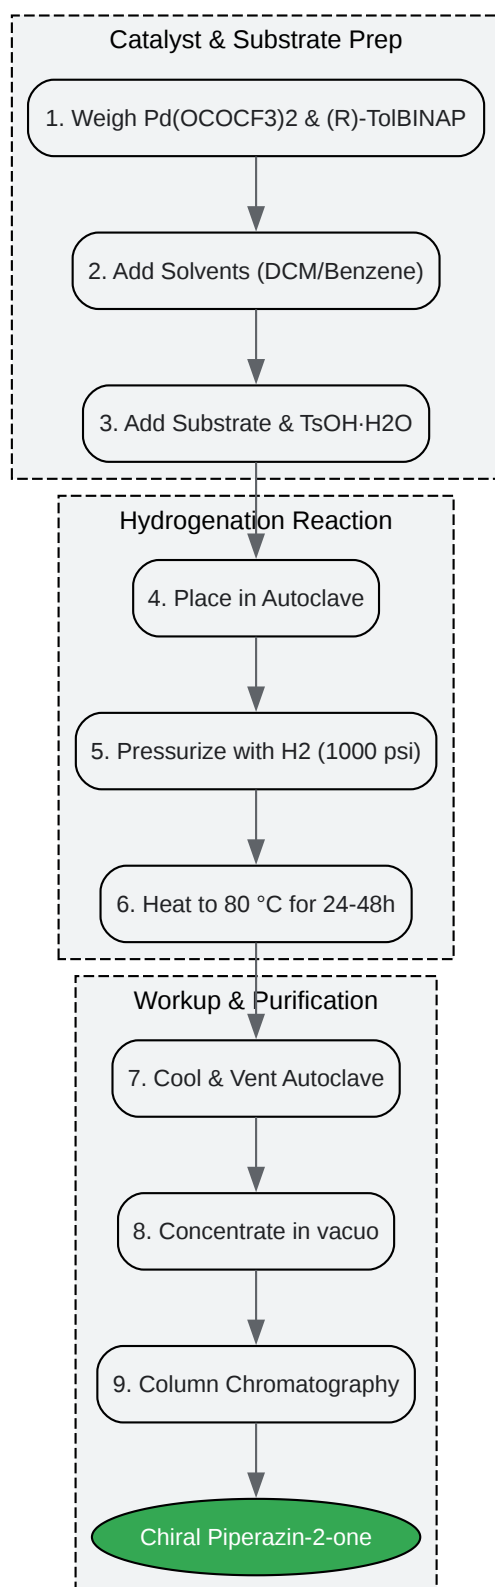 Catalyst & Substrate Prep
1. Weigh Pd(OCOCF3)2 & (R)-TolBINAP
2. Add Solvents (DCM/Benzene)
3. Add Substrate & TsOH·H2O
Hydrogenation Reaction
4. Place in Autoclave
5. Pressurize with H2 (1000 psi)
6. Heat to 80 °C for 24-48h
Workup & Purification
7. Cool & Vent Autoclave
8. Concentrate in vacuo
9. Column Chromatography
Chiral Piperazin-2-one